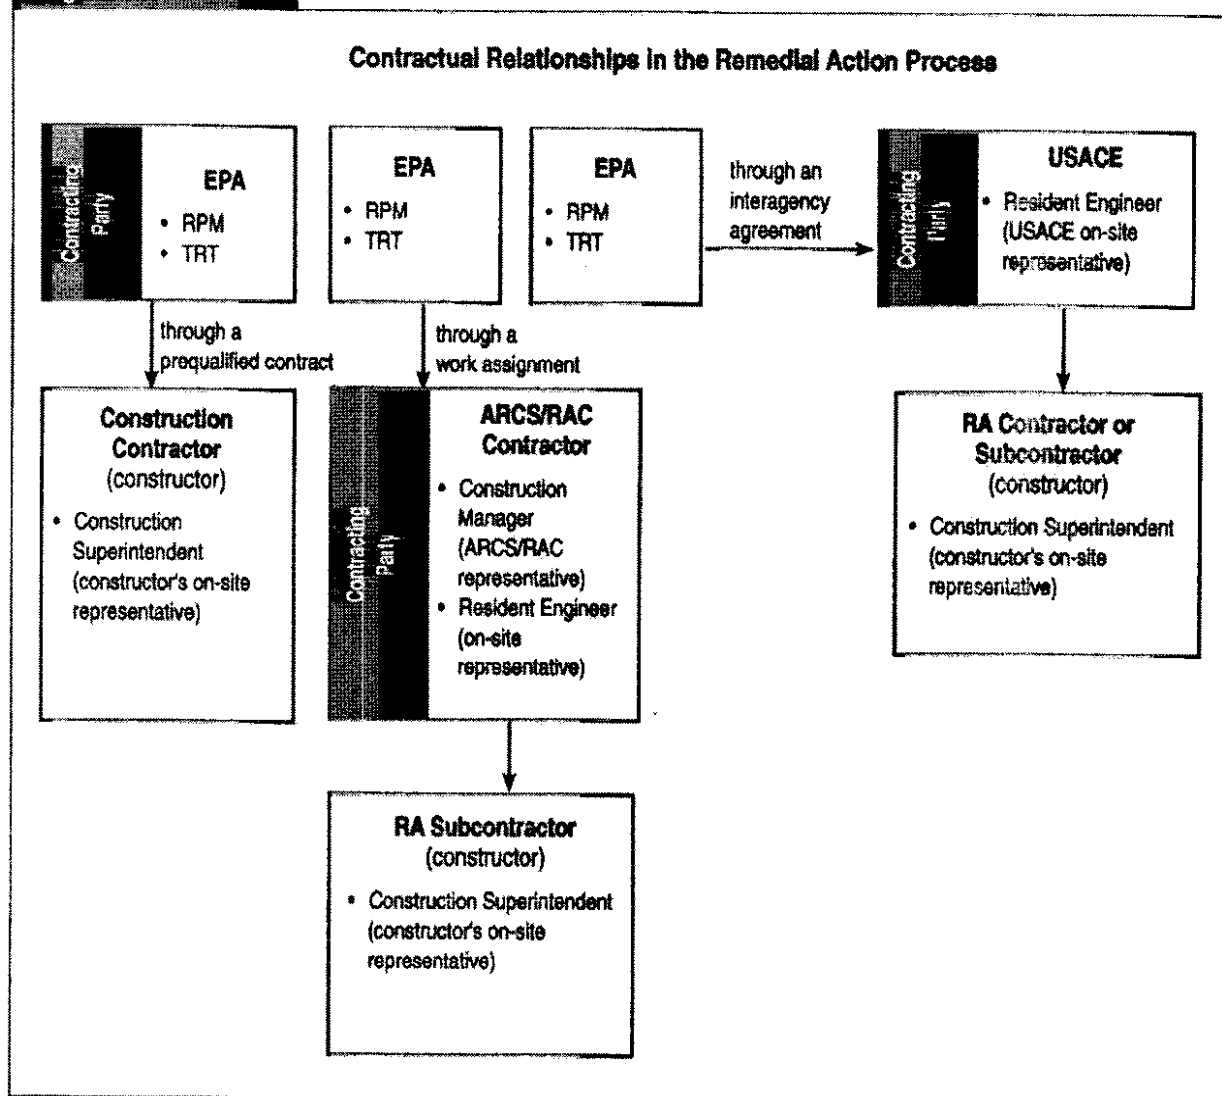 Contractual Relationships in the Remedial Action Process
Contracting
Party
EPA
• RPM
• TRT
through a
prequalified contract
Construction
Contractor
(constructor)
• Construction
Superintendent
(constructor's on-site
representative)
EPA
• RPM
• TRT
through a
work assignment
Contracting
Party
ARCS/RAC
Contractor
• Construction
Manager
(ARCS/RAC
representative)
• Resident Engineer
(on-site
representative)
RA Subcontractor
(constructor)
• Construction Superintendent
(constructor's on-site
representative)
EPA
• RPM
• TRT
through an
interagency
agreement
Contracting
Party
USACE
• Resident Engineer
(USACE on-site
representative)
RA Contractor or
Subcontractor
(constructor)
• Construction Superintendent
(constructor's on-site
representative)